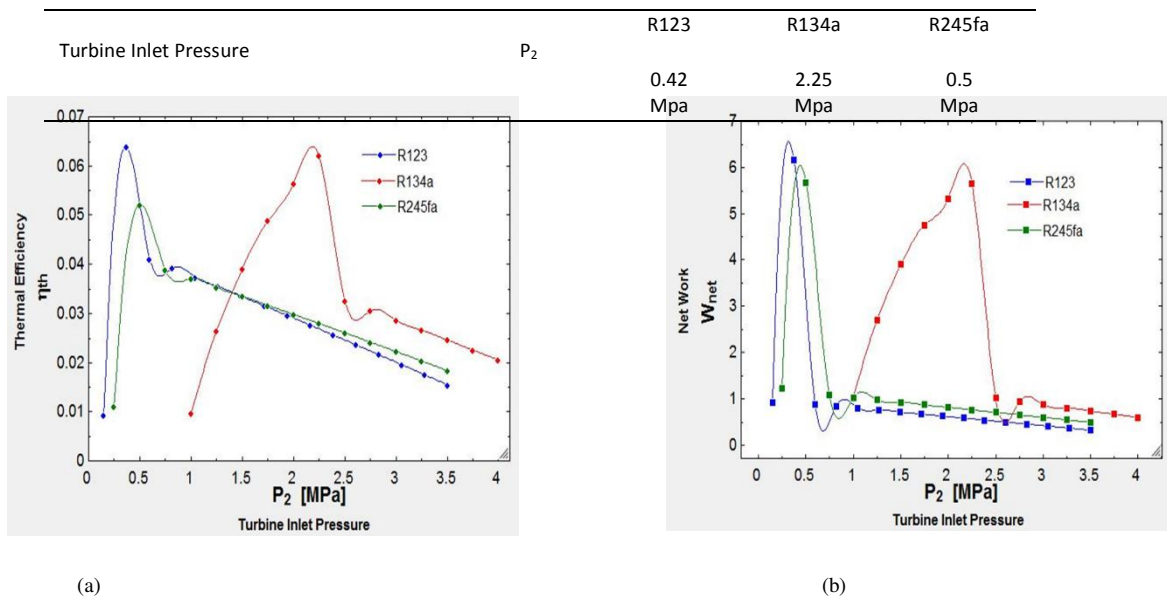 R123 R134a R245fa
Turbine Inlet Pressure P2
0.42 2.25 0.5
Mpa Mpa Mpa
0.07
0.06
0.05
0.04
0.03
0.02
0.01
0
Thermal Efficiency
ηth
R123
R134a
R245fa
0 0.5 1 1.5 2 2.5 3 3.5 4
P2 [MPa]
Turbine Inlet Pressure
7
6
5
4
3
2
1
0
Net Work
Wnet
R123
R134a
R245fa
0 0.5 1 1.5 2 2.5 3 3.5 4
P2 [MPa]
Turbine Inlet Pressure
(a) (b)